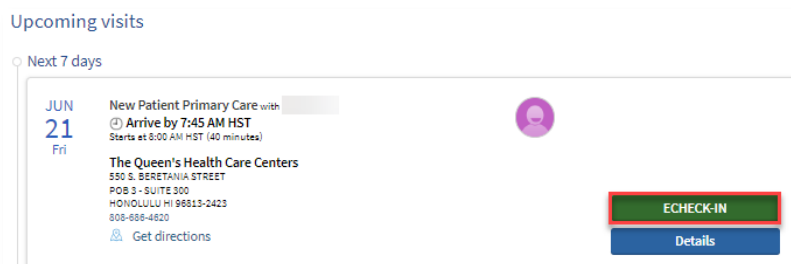 Upcoming visits
Next 7 days
JUN
21
Fri
New Patient Primary Care with
Arrive by 7:45 AM HST
Starts at 8:00 AM HST (40 minutes)
The Queen's Health Care Centers
550 S. BERETANIA STREET
POB 3 - SUITE 300
HONOLULU HI 96813-2423
808-686-4620
Get directions
ECHECK-IN
Details